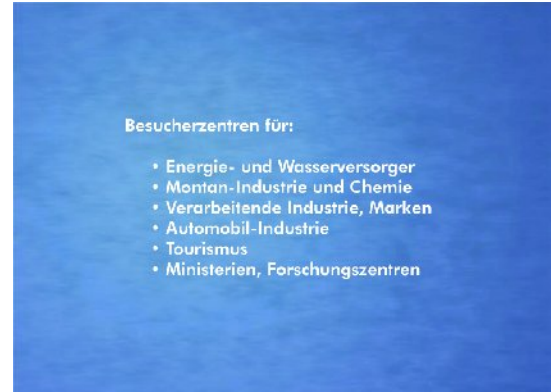 Besucherzentren für:
• Energie- und Wasserversorger
• Montan-Industrie und Chemie
• Verarbeitende Industrie, Marken
• Automobil-Industrie
• Tourismus
• Ministerien, Forschungszentren